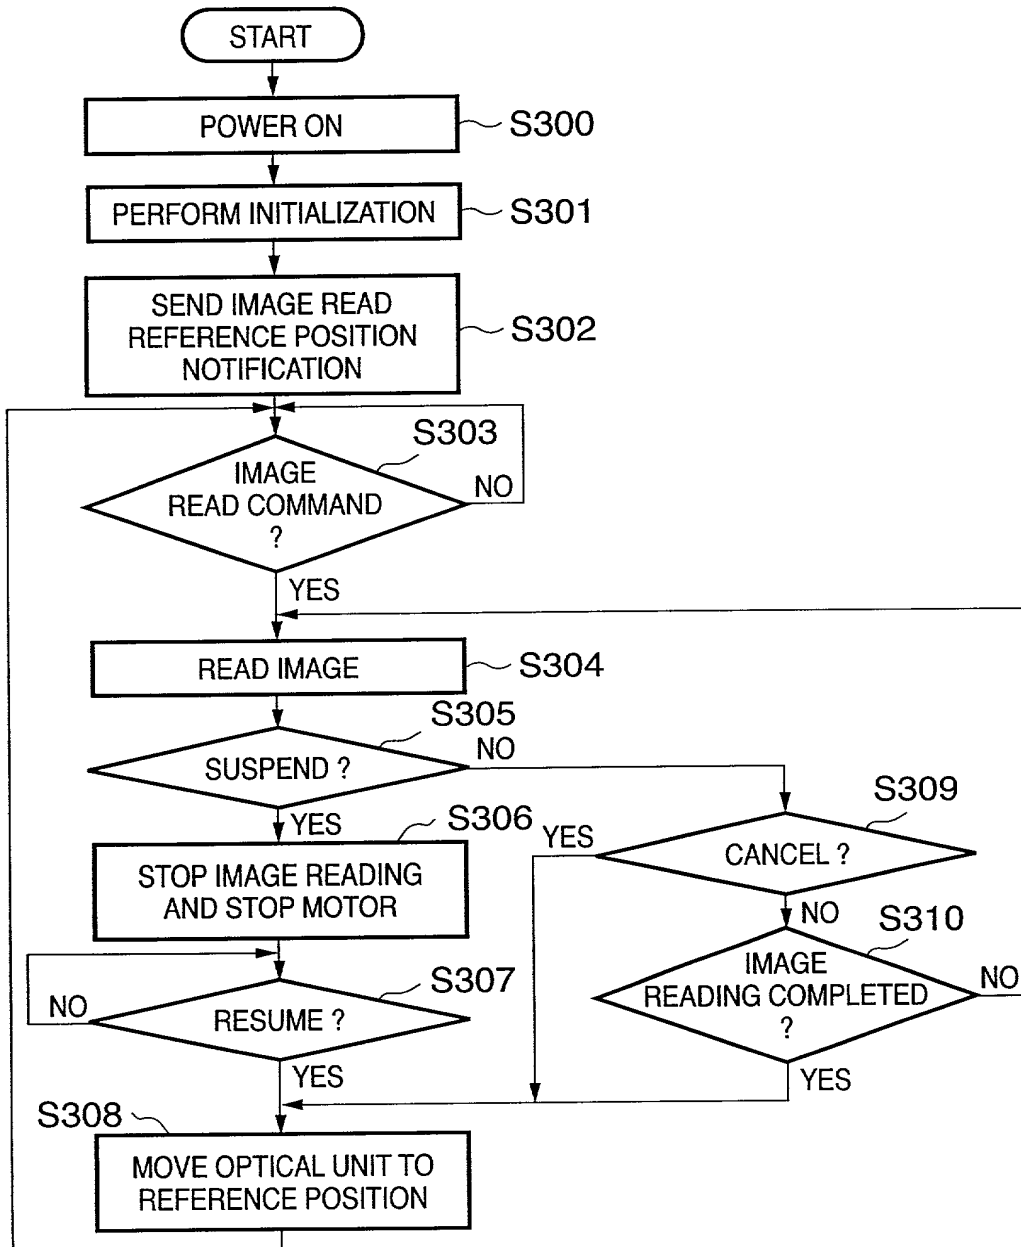 START
POWER ON
S300
PERFORM INITIALIZATION
S301
SEND IMAGE READ
REFERENCE POSITION
NOTIFICATION
S302
S303
IMAGE
READ COMMAND
?
NO
YES
READ IMAGE
S304
S305
SUSPEND ?
NO
YES
S306
STOP IMAGE READING
AND STOP MOTOR
S309
CANCEL ?
YES
NO
S310
IMAGE
READING COMPLETED
?
NO
YES
S307
RESUME ?
NO
YES
S308
MOVE OPTICAL UNIT TO
REFERENCE POSITION